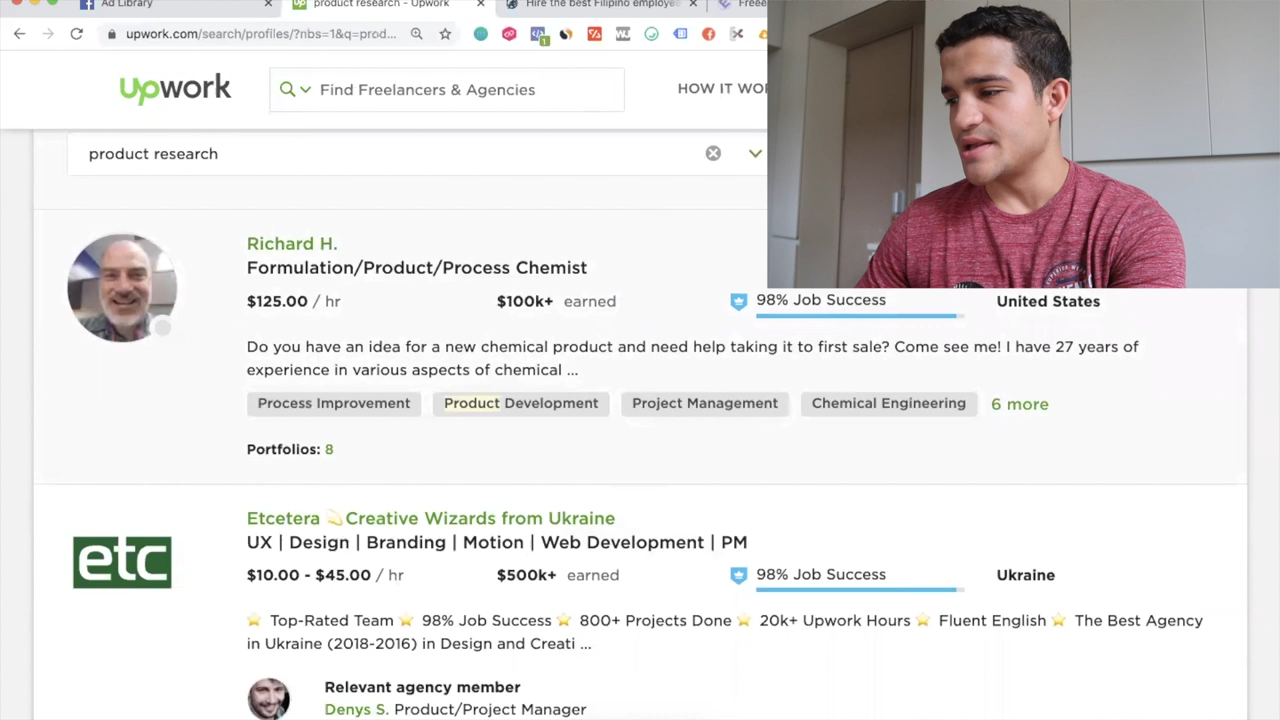 Ad Library
product research - Upwork
Hire the best Filipino employe
Freee
upwork.com/search/profiles/?nbs=1&q=prod...
1
upwork
Find Freelancers & Agencies
HOW IT WO
product research
Richard H.
Formulation/Product/Process Chemist
$125.00 / hr $100k+ earned 98% Job Success United States
Do you have an idea for a new chemical product and need help taking it to first sale? Come see me! I have 27 years of
experience in various aspects of chemical ...
Process Improvement Product Development Project Management Chemical Engineering 6 more
Portfolios: 8
Etcetera 💫Creative Wizards from Ukraine
UX | Design | Branding | Motion | Web Development | PM
etc
$10.00 - $45.00 / hr $500k+ earned 98% Job Success Ukraine
⭐ Top-Rated Team ⭐ 98% Job Success ⭐ 800+ Projects Done ⭐ 20k+ Upwork Hours ⭐ Fluent English ⭐ The Best Agency
in Ukraine (2018-2016) in Design and Creati ...
Relevant agency member
Denys S. Product/Project Manager